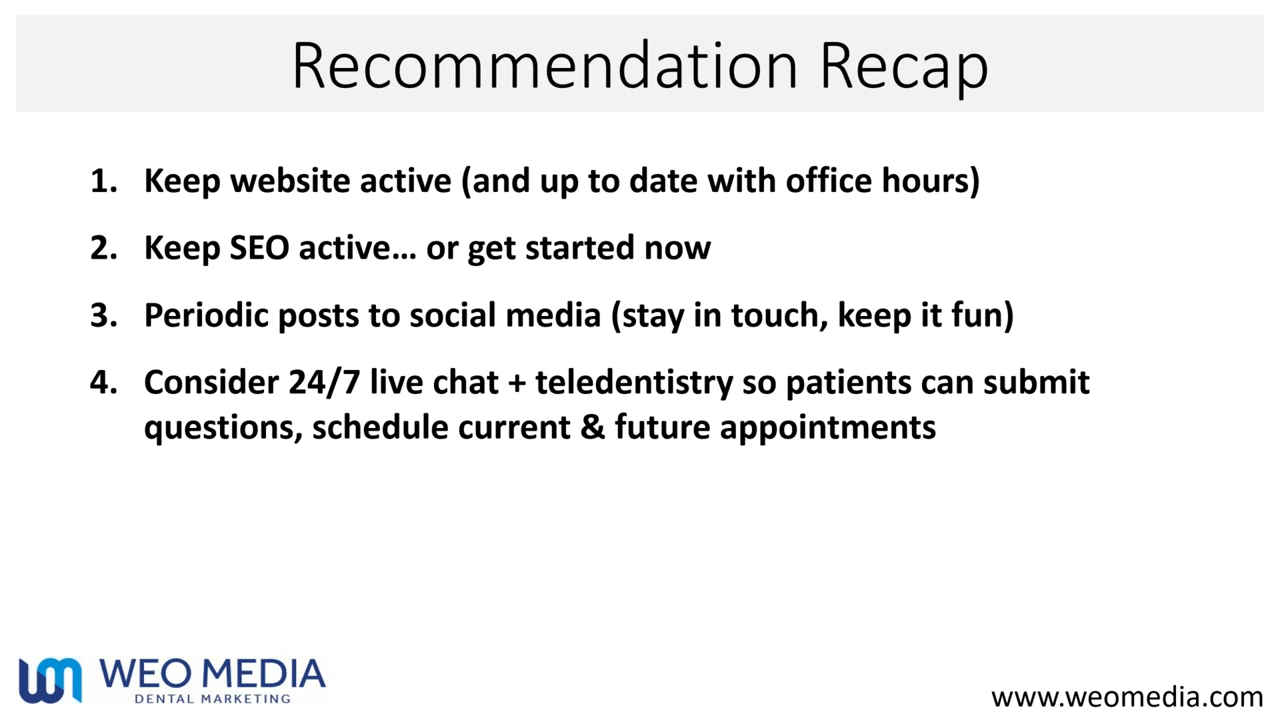 Recommendation Recap
1. Keep website active (and up to date with office hours)
2. Keep SEO active... or get started now
3. Periodic posts to social media (stay in touch, keep it fun)
4. Consider 24/7 live chat + teledentistry so patients can submit
questions, schedule current & future appointments
WEO MEDIA
DENTAL MARKETING
www.weomedia.com